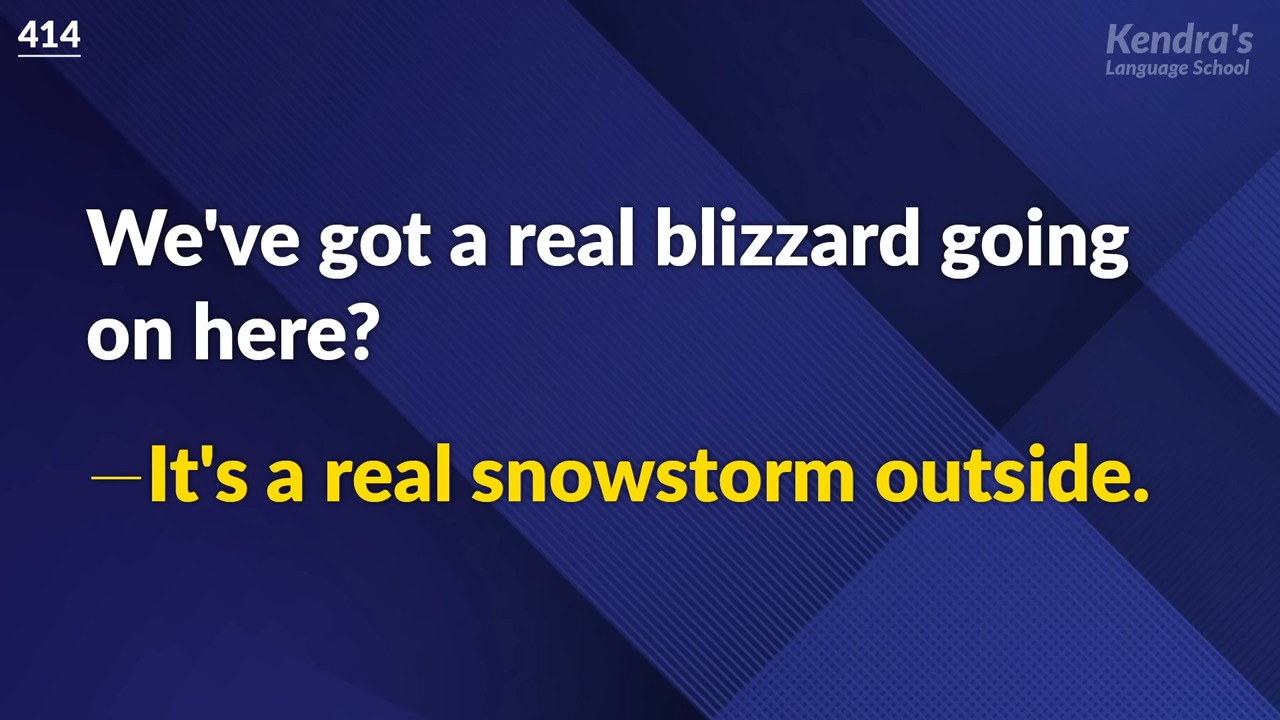 414
Kendra's
Language School
We've got a real blizzard going
on here?
—It's a real snowstorm outside.